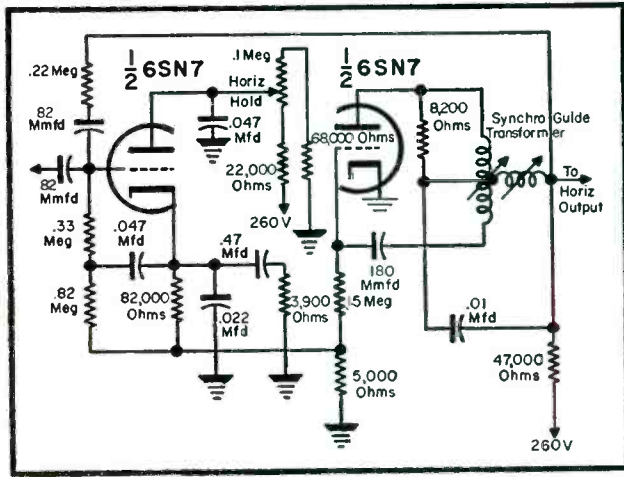 .22 Meg
1/2 6SN7
.1 Meg
Horiz
Hold
1/2 6SN7
82
Mmfd
.047
Mfd
68,000 Ohms
8,200
Ohms
Synchro Guide
Transformer
82
Mmfd
22,000
Ohms
260V
To
Horiz
Output
.33
Meg
.047
Mfd
.47
Mfd
180
Mmfd
.82
Meg
82,000
Ohms
.022
Mfd
3,900
Ohms
.01
Mfd
5,000
Ohms
47,000
Ohms
260V